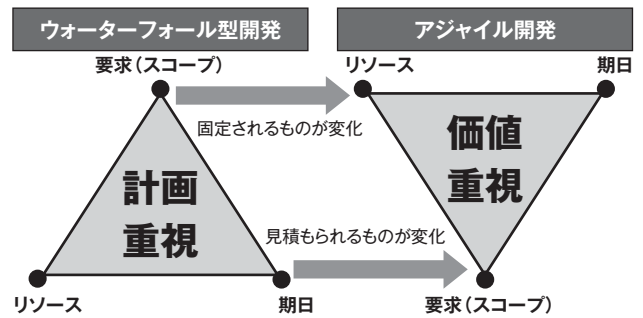 ウォーターフォール型開発
アジャイル開発
要求(スコープ)
リソース
期日
固定されるものが変化
計画
重視
価値
重視
見積もられるものが変化
リソース
期日
要求(スコープ)